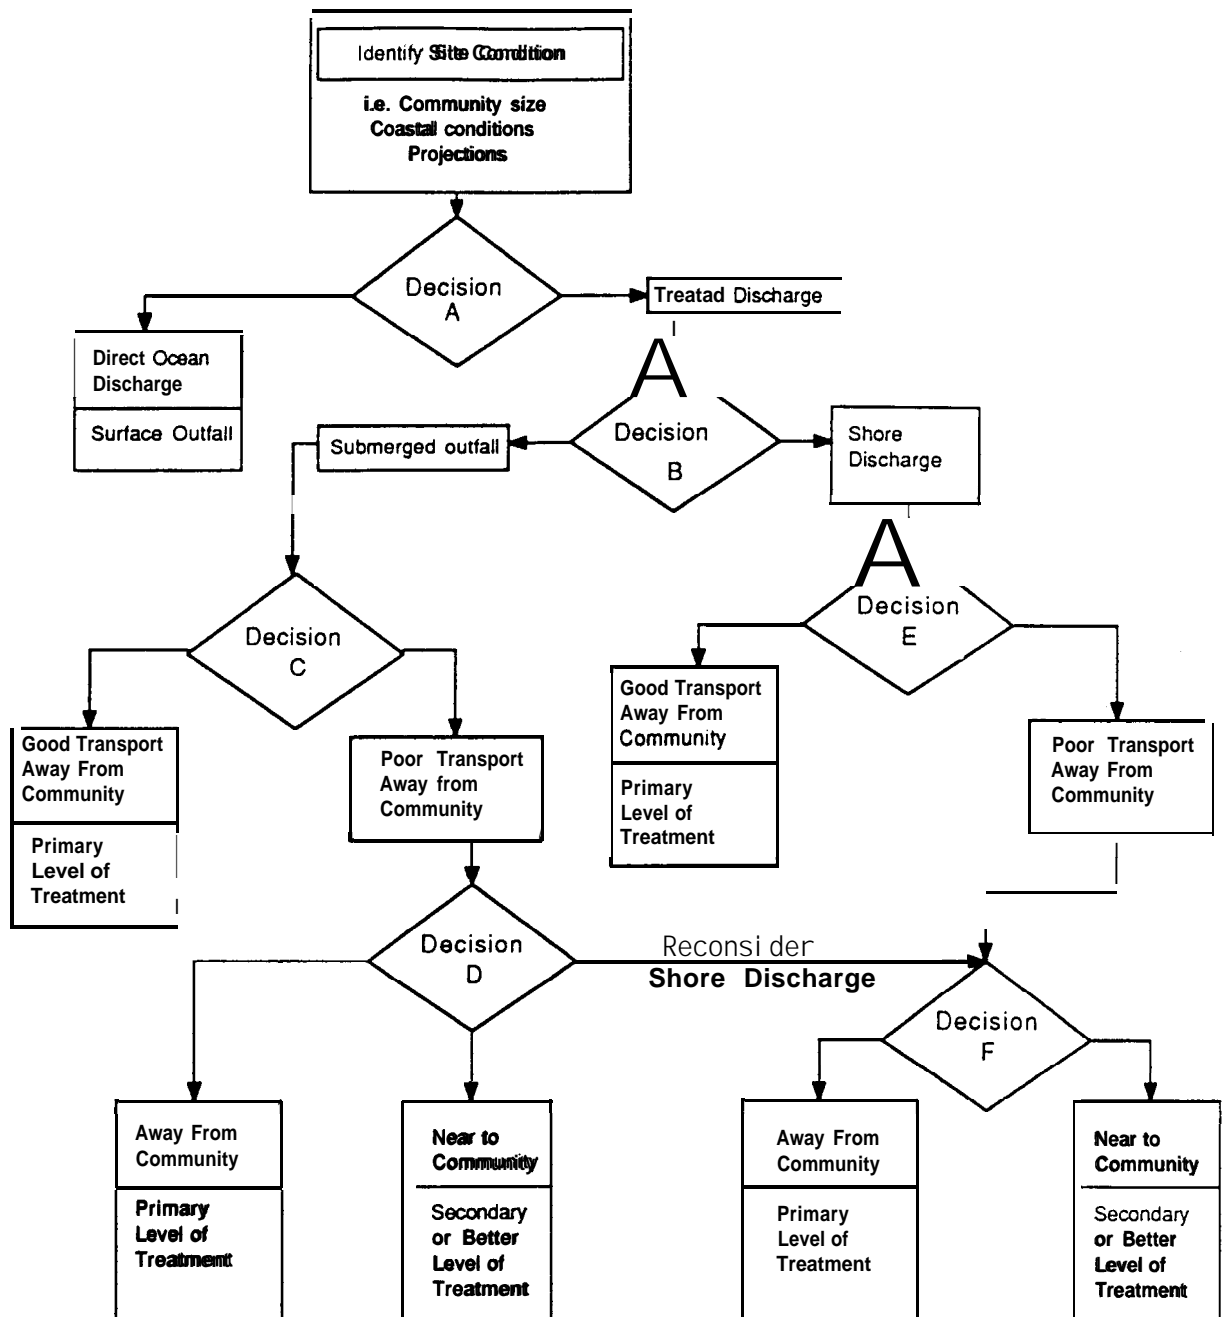 Identify Site Condition
i.e. Community size
Coastal conditions
Projections
Decision
A
Treatad Discharge
Direct Ocean
Discharge
Surface Outfall
A
Decision
B
Submerged outfall
Shore
Discharge
A
Decision
E
Decision
C
Good Transport
Away From
Community
Primary
Level of
Treatment
Poor Transport
Away from
Community
Good Transport
Away From
Community
Primary
Level of
Treatment
Poor Transport
Away From
Community
Decision
D
Reconsider
Shore Discharge
Decision
F
Away From
Community
Primary
Level of
Treatment
Near to
Community
Secondary
or Better
Level of
Treatment
Away From
Community
Primary
Level of
Treatment
Near to
Community
Secondary
or Better
Level of
Treatment